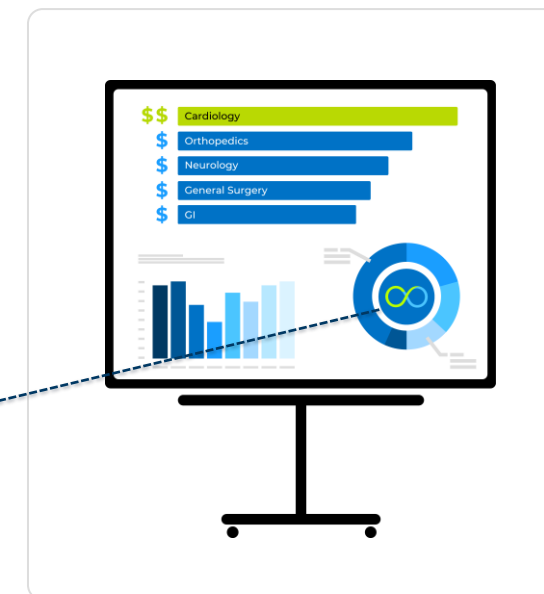 $$ Cardiology
$ Orthopedics
$ Neurology
$ General Surgery
$ GI